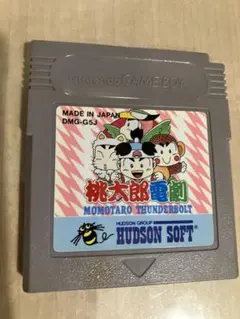 Nintendo GAME BOY
MADE IN JAPAN
DMG-G5J
桃太郎電劇
MOMOTARO THUNDERBOLT
HUDSON GROUP
HUDSON SOFT®